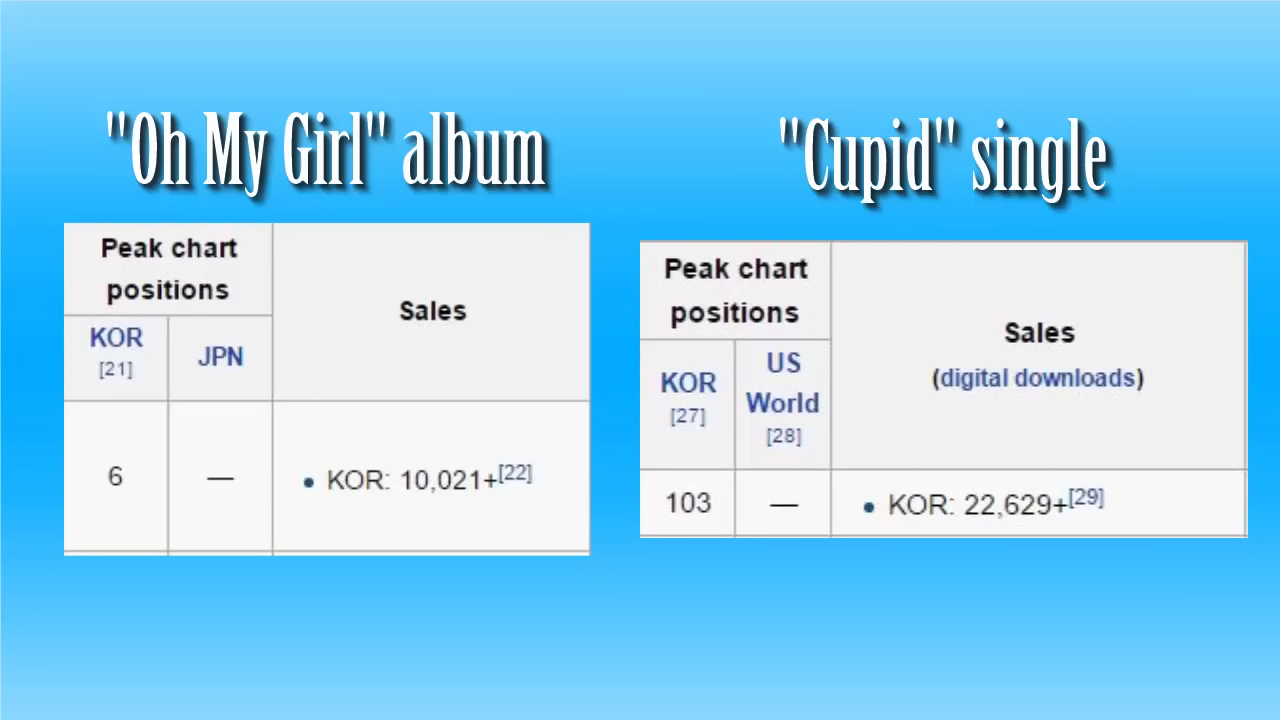 "Oh My Girl" album
Peak chart
positions
Sales
KOR
[21]
JPN
6
—
• KOR: 10,021+[22]
"Cupid" single
Peak chart
positions
Sales
(digital downloads)
KOR
[27]
US
World
[28]
103
—
• KOR: 22,629+[29]